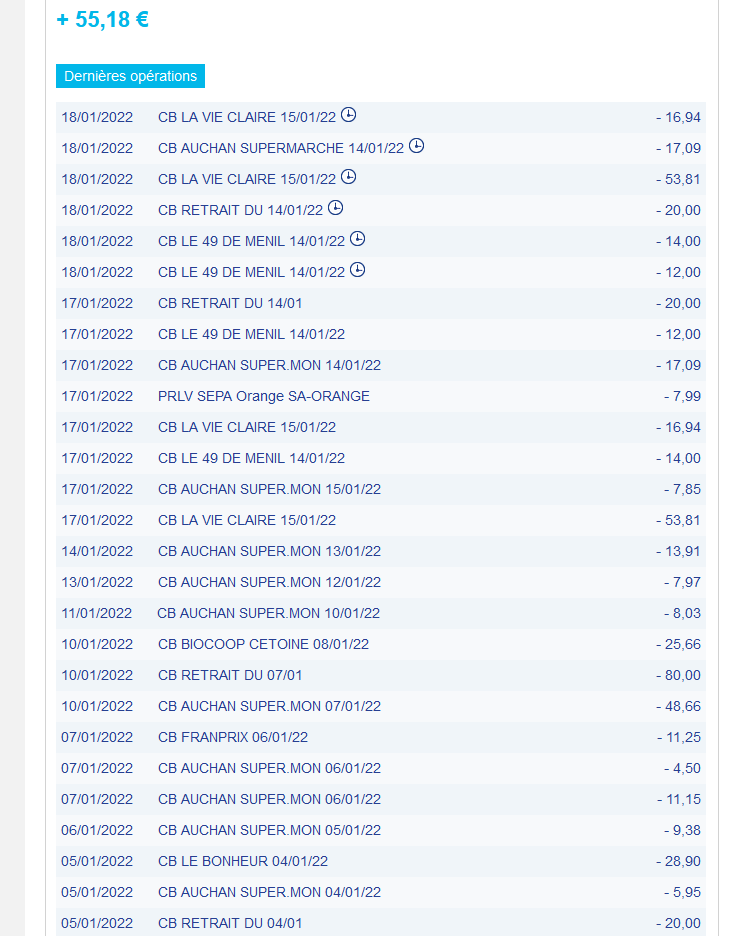 + 55,18 €
Dernières opérations
18/01/2022 CB LA VIE CLAIRE 15/01/22 - 16,94
18/01/2022 CB AUCHAN SUPERMARCHE 14/01/22 - 17,09
18/01/2022 CB LA VIE CLAIRE 15/01/22 - 53,81
18/01/2022 CB RETRAIT DU 14/01/22 - 20,00
18/01/2022 CB LE 49 DE MENIL 14/01/22 - 14,00
18/01/2022 CB LE 49 DE MENIL 14/01/22 - 12,00
17/01/2022 CB RETRAIT DU 14/01 - 20,00
17/01/2022 CB LE 49 DE MENIL 14/01/22 - 12,00
17/01/2022 CB AUCHAN SUPER.MON 14/01/22 - 17,09
17/01/2022 PRLV SEPA Orange SA-ORANGE - 7,99
17/01/2022 CB LA VIE CLAIRE 15/01/22 - 16,94
17/01/2022 CB LE 49 DE MENIL 14/01/22 - 14,00
17/01/2022 CB AUCHAN SUPER.MON 15/01/22 - 7,85
17/01/2022 CB LA VIE CLAIRE 15/01/22 - 53,81
14/01/2022 CB AUCHAN SUPER.MON 13/01/22 - 13,91
13/01/2022 CB AUCHAN SUPER.MON 12/01/22 - 7,97
11/01/2022 CB AUCHAN SUPER.MON 10/01/22 - 8,03
10/01/2022 CB BIOCOOP CETOINE 08/01/22 - 25,66
10/01/2022 CB RETRAIT DU 07/01 - 80,00
10/01/2022 CB AUCHAN SUPER.MON 07/01/22 - 48,66
07/01/2022 CB FRANPRIX 06/01/22 - 11,25
07/01/2022 CB AUCHAN SUPER.MON 06/01/22 - 4,50
07/01/2022 CB AUCHAN SUPER.MON 06/01/22 - 11,15
06/01/2022 CB AUCHAN SUPER.MON 05/01/22 - 9,38
05/01/2022 CB LE BONHEUR 04/01/22 - 28,90
05/01/2022 CB AUCHAN SUPER.MON 04/01/22 - 5,95
05/01/2022 CB RETRAIT DU 04/01 - 20,00